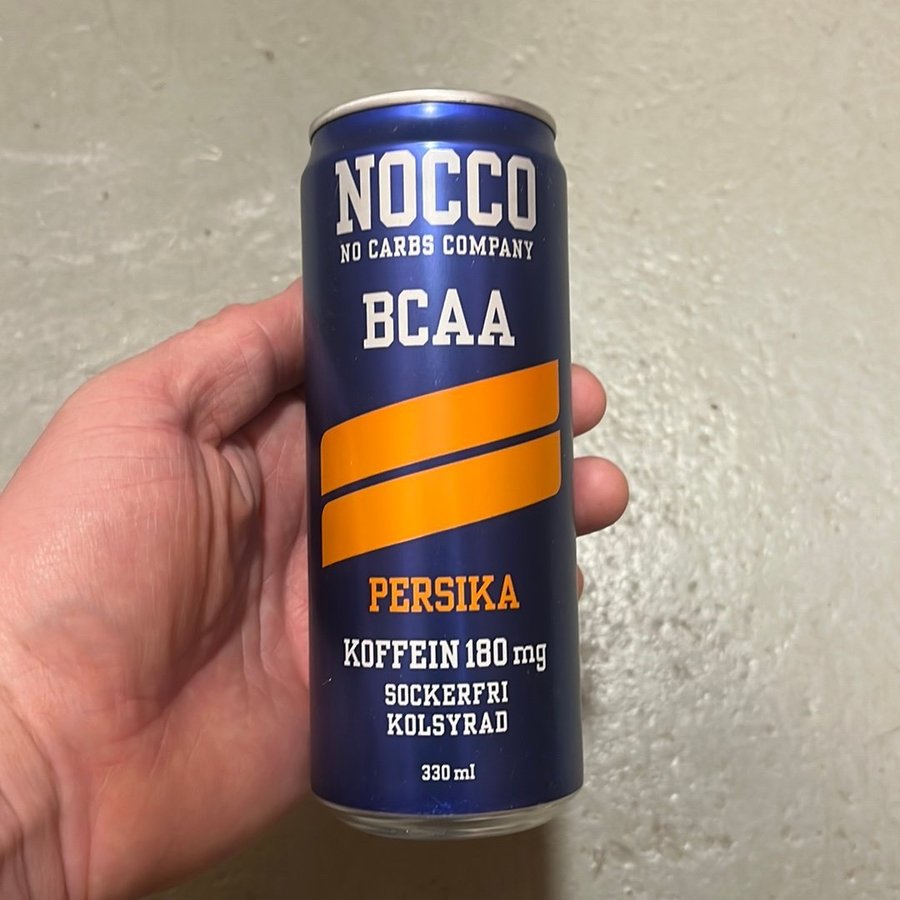 NOCCO
NO CARBS COMPANY
BCAA
PERSIKA
KOFFEIN 180 mg
SOCKERFRI
KOLSYRAD
330 ml